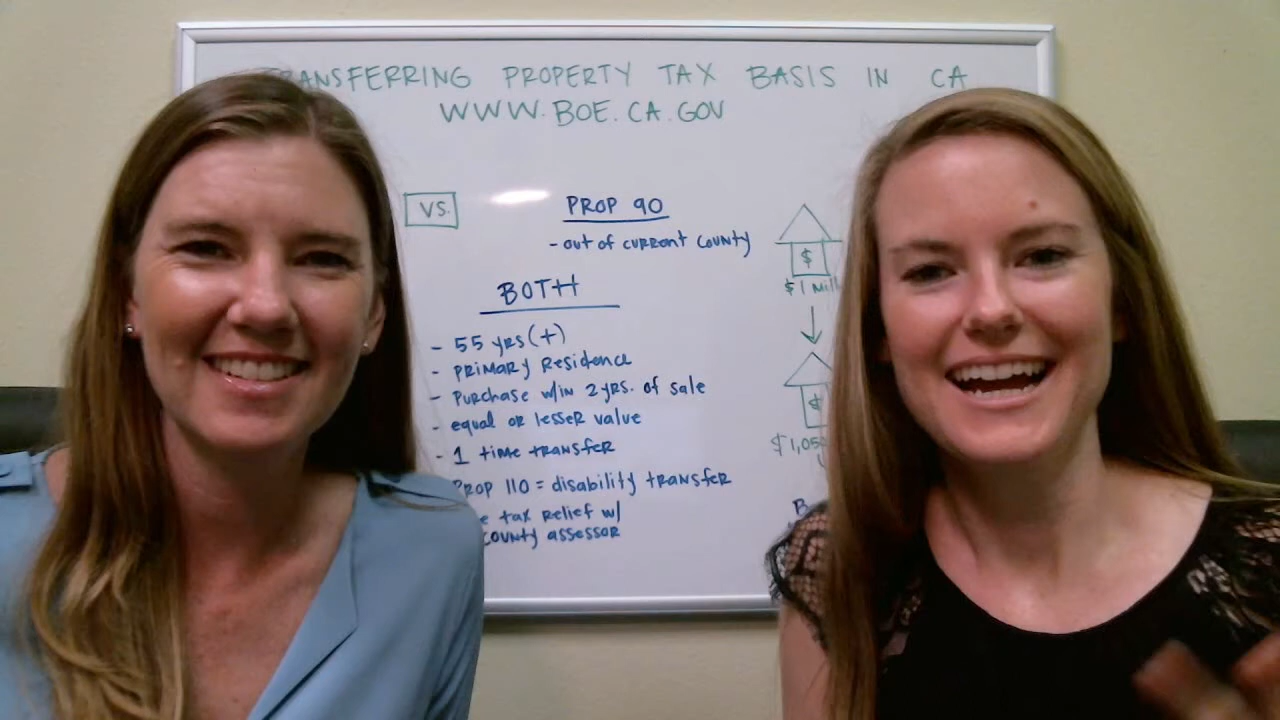 TRANSFERRING PROPERTY TAX BASIS IN CA
WWW.BOE.CA.GOV
VS.
PROP 90
- out of current county
$
$1 Mill
BOTH
- 55 yrs (+)
- Primary Residence
- Purchase w/in 2 yrs. of sale
- equal or lesser value
- 1 time transfer
$
$1,05
Prop 110 = disability transfer
e tax relief w/
county assessor
B